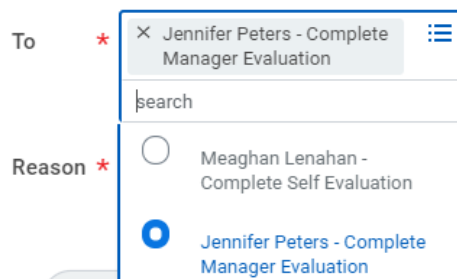 To *
× Jennifer Peters - Complete
Manager Evaluation
search
Reason *
Meaghan Lenahan -
Complete Self Evaluation
Jennifer Peters - Complete
Manager Evaluation